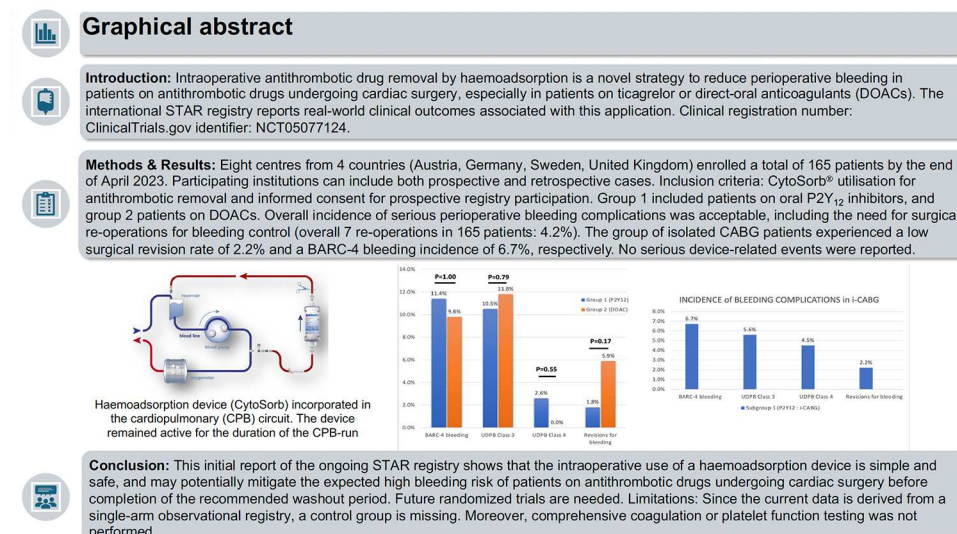 Graphical abstract
Introduction: Intraoperative antithrombotic drug removal by haemoadsorption is a novel strategy to reduce perioperative bleeding in
patients on antithrombotic drugs undergoing cardiac surgery, especially in patients on ticagrelor or direct-oral anticoagulants (DOACs). The
international STAR registry reports real-world clinical outcomes associated with this application. Clinical registration number:
ClinicalTrials.gov identifier: NCT05077124.
Methods & Results: Eight centres from 4 countries (Austria, Germany, Sweden, United Kingdom) enrolled a total of 165 patients by the end
of April 2023. Participating institutions can include both prospective and retrospective cases. Inclusion criteria: CytoSorb® utilisation for
antithrombotic removal and informed consent for prospective registry participation. Group 1 included patients on oral P2Y12 inhibitors, and
group 2 patients on DOACs. Overall incidence of serious perioperative bleeding complications was acceptable, including the need for surgica
re-operations for bleeding control (overall 7 re-operations in 165 patients: 4.2%). The group of isolated CABG patients experienced a low
surgical revision rate of 2.2% and a BARC-4 bleeding incidence of 6.7%, respectively. No serious device-related events were reported.
reservoir
blood line
blood pump
oxygenator
Haemoadsorption device (CytoSorb) incorporated in
the cardiopulmonary (CPB) circuit. The device
remained active for the duration of the CPB-run
14.0%
12.0%
10.0%
8.0%
6.0%
4.0%
2.0%
0.0%
P=1.00
P=0.79
P=0.55
P=0.17
11.4%
9.8%
10.5%
11.8%
2.6%
0.0%
1.8%
5.9%
Group 1 (P2Y12)
Group 2 (DOAC)
BARC-4 bleeding
UDPB Class 3
UDPB Class 4
Revisions for
bleeding
INCIDENCE of BLEEDING COMPLICATIONS in i-CABG
8.0%
7.0%
6.0%
5.0%
4.0%
3.0%
2.0%
1.0%
0.0%
6.7%
5.6%
4.5%
2.2%
BARC-4 bleeding
UDPB Class 3
UDPB Class 4
Revisions for bleeding
Subgroup 1 (P2Y12 : i-CABG)
Conclusion: This initial report of the ongoing STAR registry shows that the intraoperative use of a haemoadsorption device is simple and
safe, and may potentially mitigate the expected high bleeding risk of patients on antithrombotic drugs undergoing cardiac surgery before
completion of the recommended washout period. Future randomized trials are needed. Limitations: Since the current data is derived from a
single-arm observational registry, a control group is missing. Moreover, comprehensive coagulation or platelet function testing was not
performed.